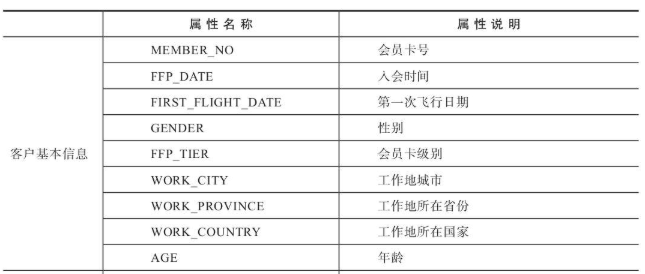 属性名称 属性说明
MEMBER_NO 会员卡号
FFP_DATE 入会时间
FIRST_FLIGHT_DATE 第一次飞行日期
GENDER 性别
客户基本信息 FFP_TIER 会员卡级别
WORK_CITY 工作地城市
WORK_PROVINCE 工作地所在省份
WORK_COUNTRY 工作地所在国家
AGE 年龄